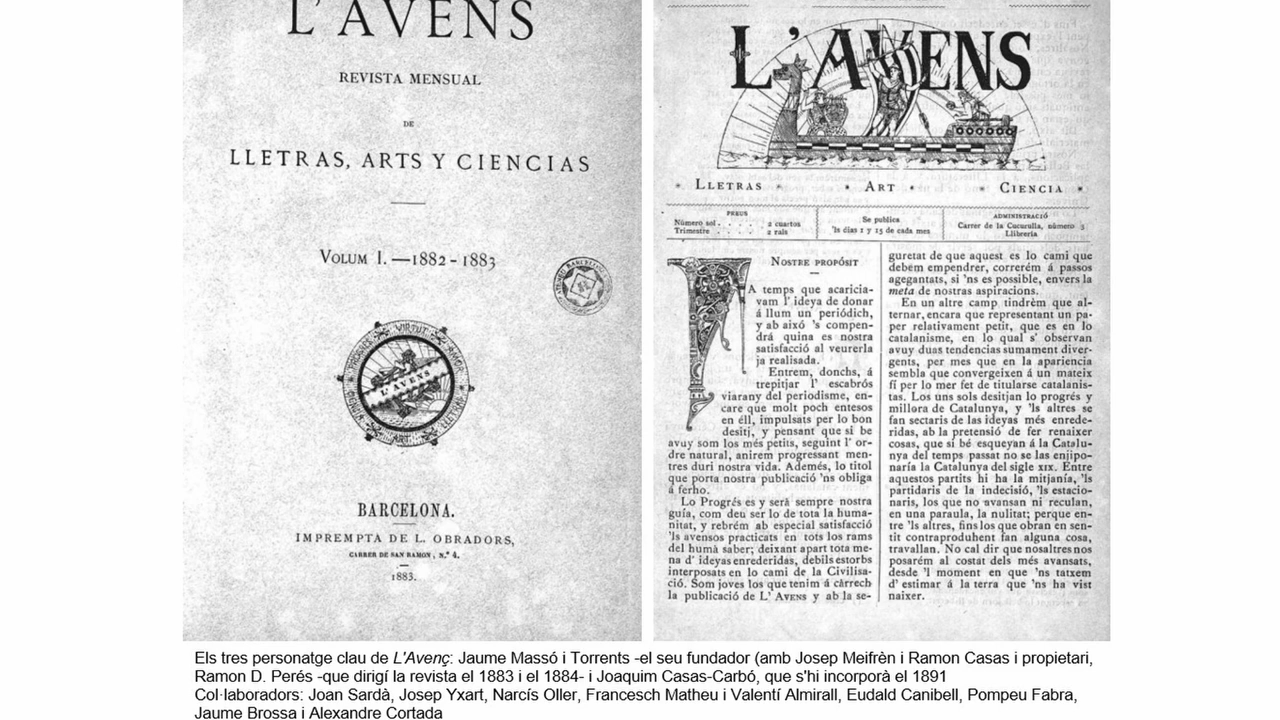 L'AVENS
REVISTA MENSUAL
DE
LLETRAS, ARTS Y CIENCIAS
VOLUM I.—1882-1883
L'AVENS
VIRTUT
AMOR
LLETRAS
ART
BARCELONA.
IMPREMPTA DE L. OBRADORS,
CARRER DE SAN RAMON, N.º 4.
1883.
L'AVENS
LLETRAS • ART • CIENCIA
PREUS
Número sol . . . . . 2 cuartos
Trimestre . . . . . 2 rals
Se publica
'ls días 1 y 15 de cada mes
ADMINISTRACIÓ
Carrer de la Cucurulla, número 5
Llibreria
NOSTRE PROPÓSIT
FA temps que acaricia-
vam l' ideya de donar
á llum un periódich,
y ab aixó 's compen-
drá quina es nostra
satisfacció al veurerla
ja realisada.
Entrem, donchs, á
trepitjar l' escabrós
viarany del periodisme, en-
care que molt poch entesos
en éll, impulsats per lo bon
desitj, y pensant que si be
avuy som los més petits, seguint l' or-
dre natural, anirem progressant men-
tres duri nostra vida. Además, lo titol
que porta nostra publicació 'ns obliga
á ferho.
Lo Progrés es y será sempre nostra
guía, com deu ser lo de tota la huma-
nitat, y rebrém ab especial satisfacció
'ls avensos practicats en tots los rams
del humá saber; deixant apart tota me-
na d' ideyas enrederidas, debils estorbs
interposats en lo cami de la Civilisa-
ció. Som joves los que tenim á cárrech
la publicació de L' AVENS y ab la se-
guretat de que aquest es lo cami que
debem empendrer, correrém á passos
agegantats, si 'ns es possible, envers la
meta de nostras aspiracions.
En un altre camp tindrèm que al-
ternar, encara que representant un pa-
per relativament petit, que es en lo
catalanisme, en lo qual s' observan
avuy duas tendencias sumament diver-
gents, per mes que en la apariencia
sembla que convergeixen á un mateix
fi per lo mer fet de titularse catalanis-
tas. Los uns sols desitjan lo progrés y
millora de Catalunya, y 'ls altres se
fan sectaris de las ideyas més enrede-
ridas, ab la pretensió de fer renaixer
cosas, que si bé esqueyan á la Catalu-
nya del temps passat no se las enjipo-
naría la Catalunya del sigle XIX. Entre
aquestos partits hi ha la mitjanía, 'ls
partidaris de la indecisió, 'ls estacio-
naris, los que no avansan ni reculan,
en una paraula, la nulitat; perque en-
tre 'ls altres, fins los que obran en sen-
tit contraproduhent fan alguna cosa,
travallan. No cal dir que nosaltres nos
posarém al costat dels més avansats,
desde 'l moment en que 'ns tatxem
d' estimar á la terra que 'ns ha vist
naixer.
Els tres personatge clau de L'Avenç: Jaume Massó i Torrents -el seu fundador (amb Josep Meifrèn i Ramon Casas i propietari,
Ramon D. Perés -que dirigí la revista el 1883 i el 1884- i Joaquim Casas-Carbó, que s'hi incorporà el 1891
Col·laboradors: Joan Sardà, Josep Yxart, Narcís Oller, Francesch Matheu i Valentí Almirall, Eudald Canibell, Pompeu Fabra,
Jaume Brossa i Alexandre Cortada